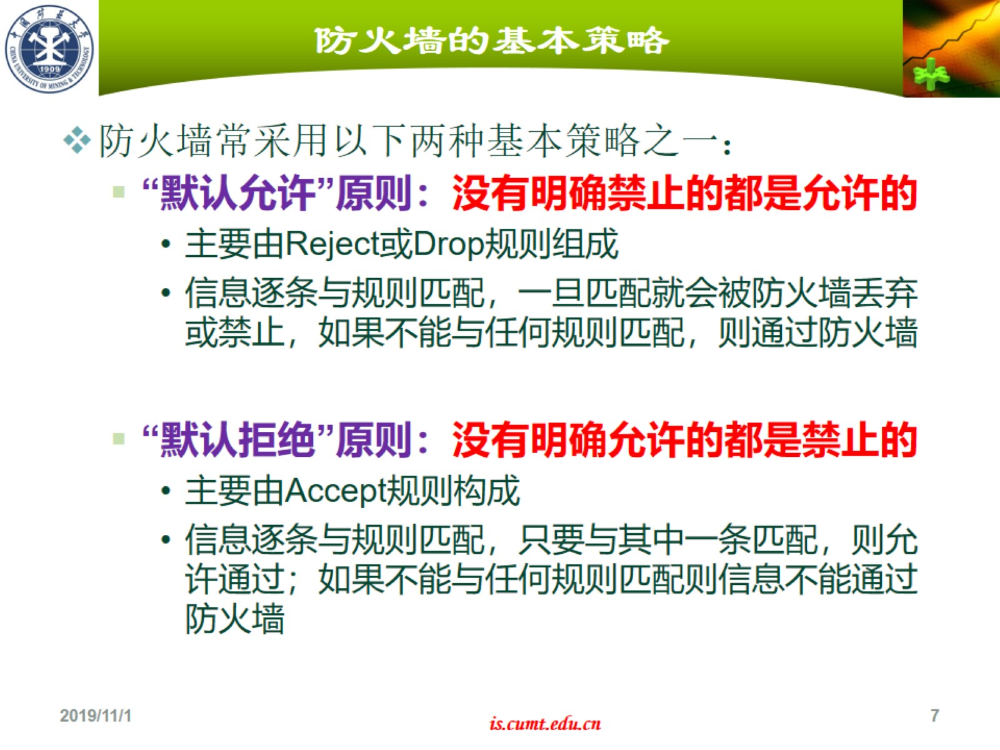 中国矿业大学
CHINA UNIVERSITY OF MINING & TECHNOLOGY
1909
防火墙的基本策略
防火墙常采用以下两种基本策略之一：
“默认允许”原则：没有明确禁止的都是允许的
• 主要由Reject或Drop规则组成
• 信息逐条与规则匹配，一旦匹配就会被防火墙丢弃
或禁止，如果不能与任何规则匹配，则通过防火墙
“默认拒绝”原则：没有明确允许的都是禁止的
• 主要由Accept规则构成
• 信息逐条与规则匹配，只要与其中一条匹配，则允
许通过；如果不能与任何规则匹配则信息不能通过
防火墙
2019/11/1
is.cumt.edu.cn
7